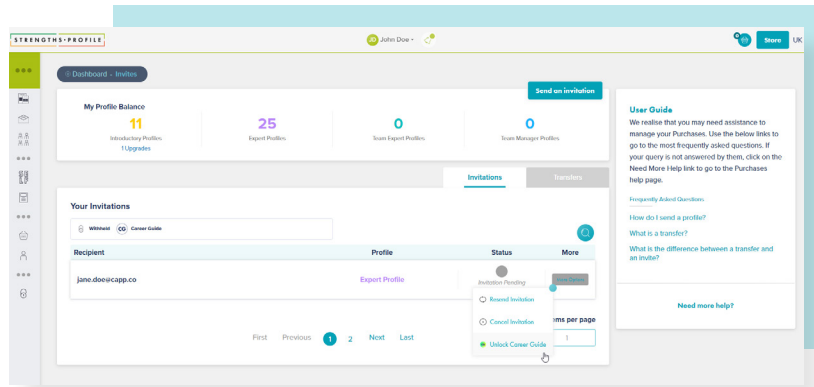 STRENGTHS·PROFILE
JD John Doe
0
Store UK
Dashboard - Invites
Send an invitation
My Profile Balance
11
Introductory Profiles
1 Upgrades
25
Expert Profiles
0
Team Expert Profiles
0
Team Manager Profiles
Invitations
Transfers
Your Invitations
Withheld CG Career Guide
Recipient Profile Status More
jane.doe@capp.co Expert Profile Invitation Pending
Resend Invitation
Cancel Invitation
Unlock Career Guide
ems per page
1
First Previous 1 2 Next Last
User Guide
We realise that you may need assistance to
manage your Purchases. Use the below links to
go to the most frequently asked questions. If
your query is not answered by them, click on the
Need More Help link to go to the Purchases
help page.
Frequently Asked Questions
How do I send a profile?
What is a transfer?
What is the difference between a transfer and
an invite?
Need more help?